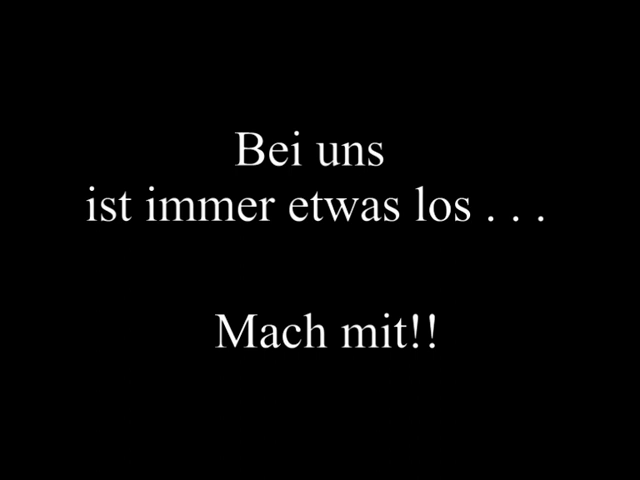 Bei uns
ist immer etwas los . . .
Mach mit!!